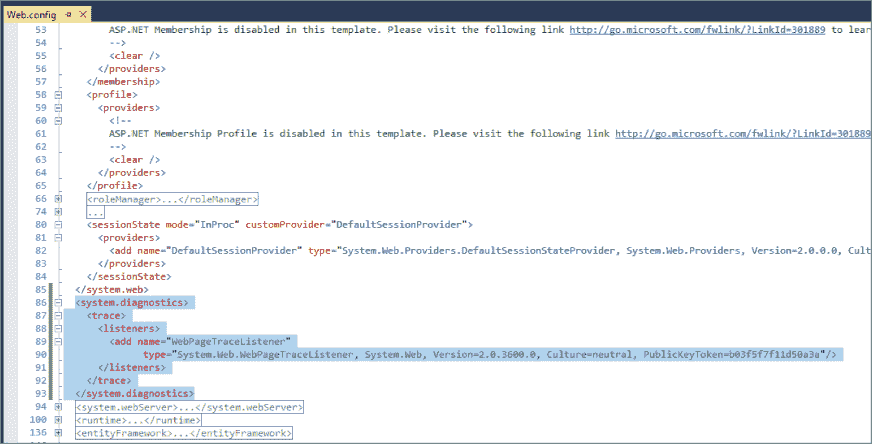 Web.config
53 ASP.NET Membership is disabled in this template. Please visit the following link http://go.microsoft.com/fwlink/?LinkId=301889 to lear
54 -->
55 <clear />
56 </providers>
57 </membership>
58 <profile>
59 <providers>
60 <!--
61 ASP.NET Membership Profile is disabled in this template. Please visit the following link http://go.microsoft.com/fwlink/?LinkId=301889
62 -->
63 <clear />
64 </providers>
65 </profile>
66 <roleManager>...</roleManager>
74 ...
80 <sessionState mode="InProc" customProvider="DefaultSessionProvider">
81 <providers>
82 <add name="DefaultSessionProvider" type="System.Web.Providers.DefaultSessionStateProvider, System.Web.Providers, Version=2.0.0.0, Cult
83 </providers>
84 </sessionState>
85 </system.web>
86 <system.diagnostics>
87 <trace>
88 <listeners>
89 <add name="WebPageTraceListener"
90 type="System.Web.WebPageTraceListener, System.Web, Version=2.0.3600.0, Culture=neutral, PublicKeyToken=b03f5f7f11d50a3a"/>
91 </listeners>
92 </trace>
93 </system.diagnostics>
94 <system.webServer>...</system.webServer>
100 <runtime>...</runtime>
136 <entityFramework>...</entityFramework>